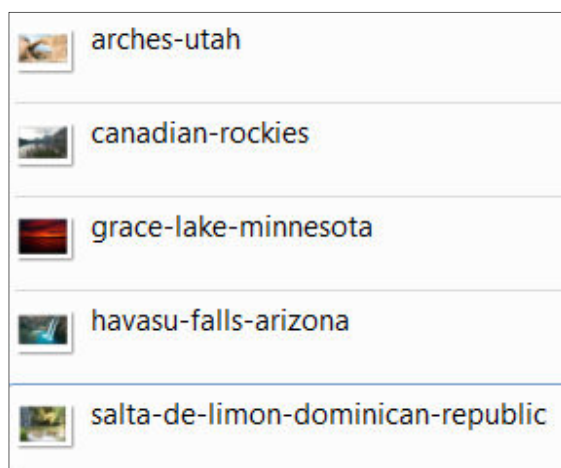 arches-utah
canadian-rockies
grace-lake-minnesota
havasu-falls-arizona
salta-de-limon-dominican-republic